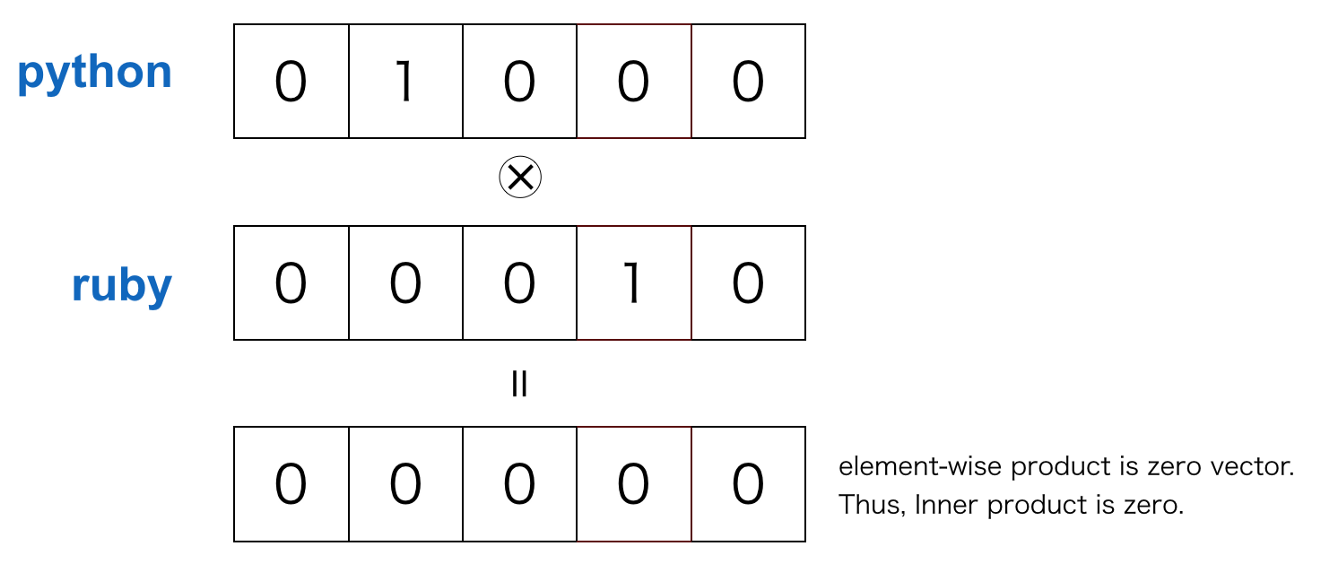 python 0 1 0 0 0
⊗
ruby 0 0 0 1 0
=
0 0 0 0 0
element-wise product is zero vector.
Thus, Inner product is zero.